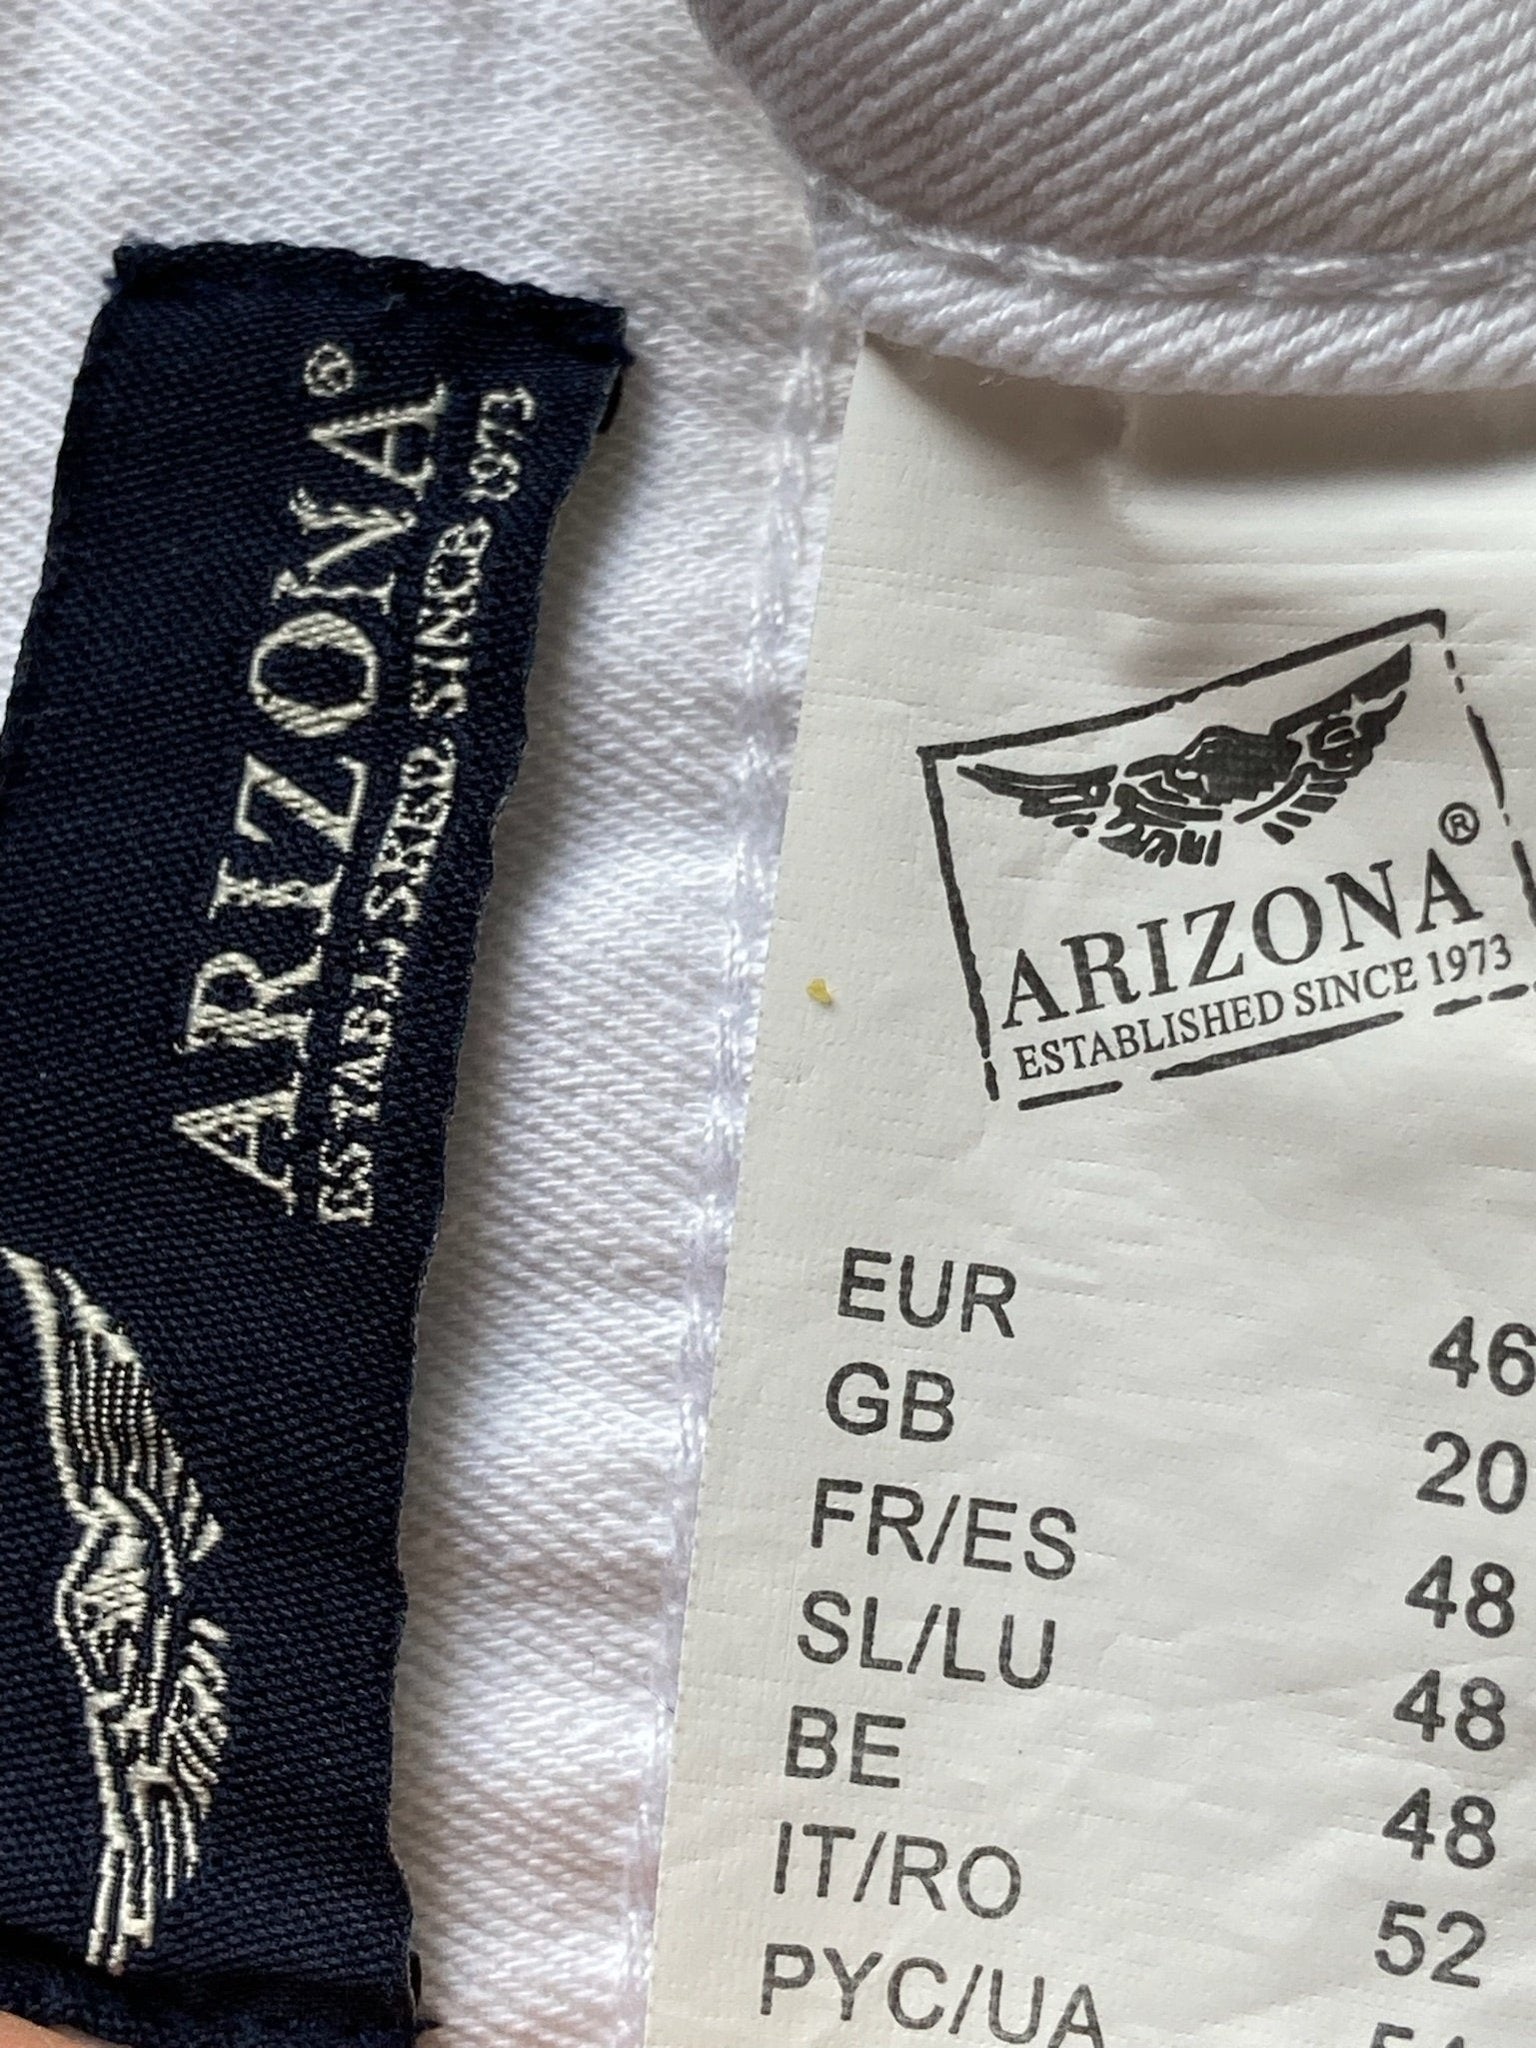 ARIZONA®
ESTABLISHED SINCE 1973
ARIZONA®
ESTABLISHED SINCE 1973
EUR 46
GB 20
FR/ES 48
SL/LU 48
BE 48
IT/RO 52
PYC/UA